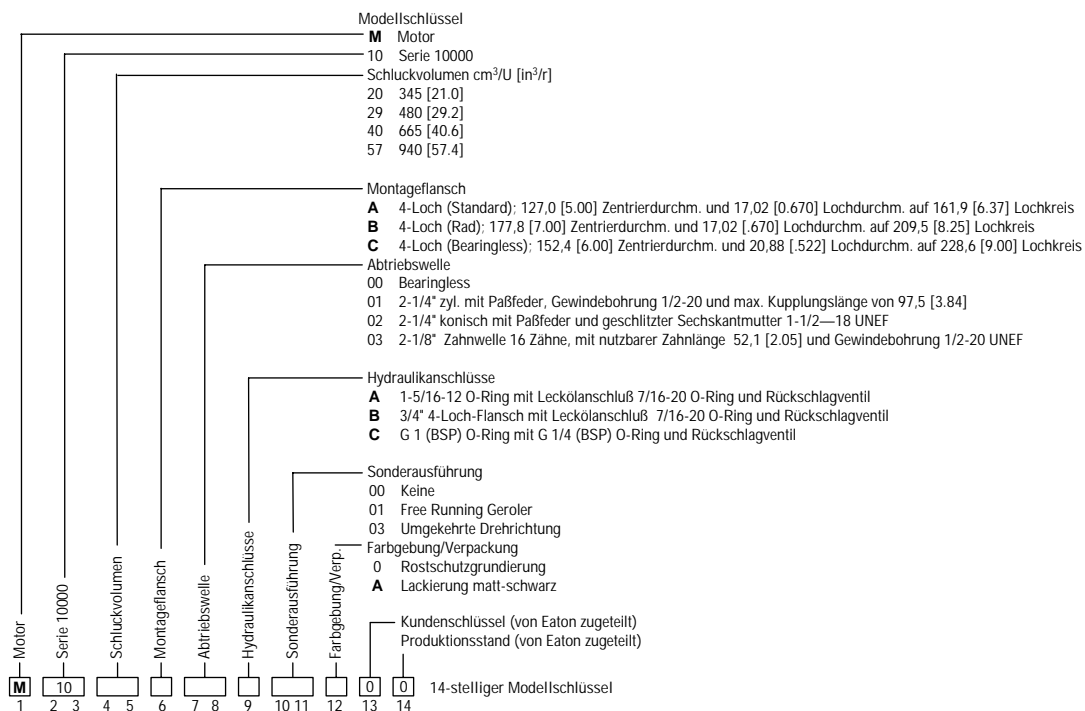 Modellschlüssel
M Motor
10 Serie 10000
Schluckvolumen cm³/U [in³/r]
20 345 [21.0]
29 480 [29.2]
40 665 [40.6]
57 940 [57.4]
Montageflansch
A 4-Loch (Standard); 127,0 [5.00] Zentrierdurchm. und 17,02 [0.670] Lochdurchm. auf 161,9 [6.37] Lochkreis
B 4-Loch (Rad); 177,8 [7.00] Zentrierdurchm. und 17,02 [.670] Lochdurchm. auf 209,5 [8.25] Lochkreis
C 4-Loch (Bearingless); 152,4 [6.00] Zentrierdurchm. und 20,88 [.522] Lochdurchm. auf 228,6 [9.00] Lochkreis
Abtriebswelle
00 Bearingless
01 2-1/4" zyl. mit Paßfeder, Gewindebohrung 1/2-20 und max. Kupplungslänge von 97,5 [3.84]
02 2-1/4" konisch mit Paßfeder und geschlitzter Sechskantmutter 1-1/2—18 UNEF
03 2-1/8" Zahnwelle 16 Zähne, mit nutzbarer Zahnlänge 52,1 [2.05] und Gewindebohrung 1/2-20 UNEF
Hydraulikanschlüsse
A 1-5/16-12 O-Ring mit Leckölanschluß 7/16-20 O-Ring und Rückschlagventil
B 3/4" 4-Loch-Flansch mit Leckölanschluß 7/16-20 O-Ring und Rückschlagventil
C G 1 (BSP) O-Ring mit G 1/4 (BSP) O-Ring und Rückschlagventil
Sonderausführung
00 Keine
01 Free Running Geroler
03 Umgekehrte Drehrichtung
Farbgebung/Verpackung
0 Rostschutzgrundierung
A Lackierung matt-schwarz
Kundenschlüssel (von Eaton zugeteilt)
Produktionsstand (von Eaton zugeteilt)
Motor
Serie 10000
Schluckvolumen
Montageflansch
Abtriebswelle
Hydraulikanschlüsse
Sonderausführung
Farbgebung/Verp.
M 10 0 0 14-stelliger Modellschlüssel
1 2 3 4 5 6 7 8 9 10 11 12 13 14